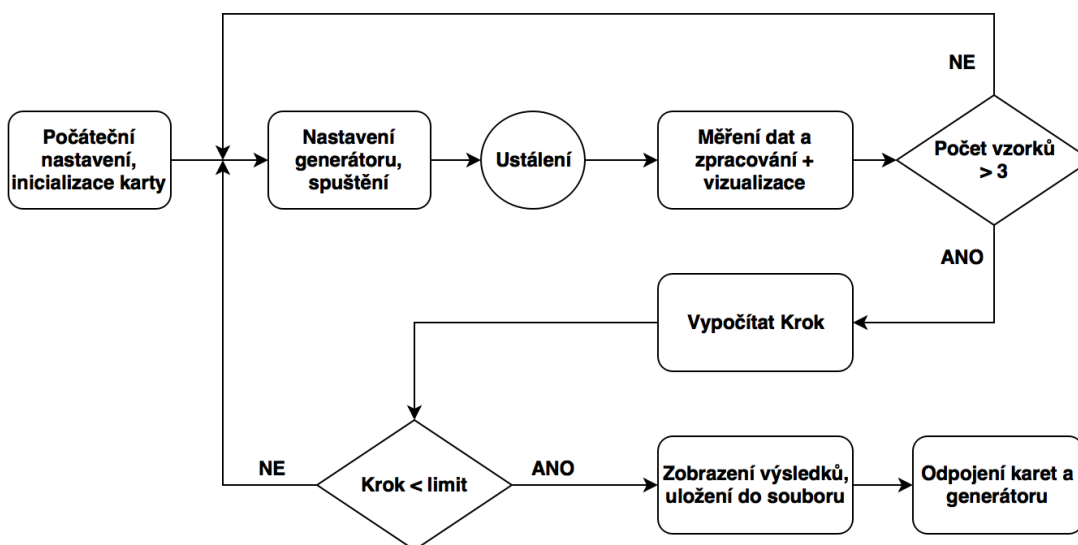 NE
Počáteční
nastavení,
inicializace karty
Nastavení
generátoru,
spuštění
Ustálení
Měření dat a
zpracování +
vizualizace
Počet vzorků
> 3
ANO
Vypočítat Krok
NE
Krok < limit
ANO
Zobrazení výsledků,
uložení do souboru
Odpojení karet a
generátoru